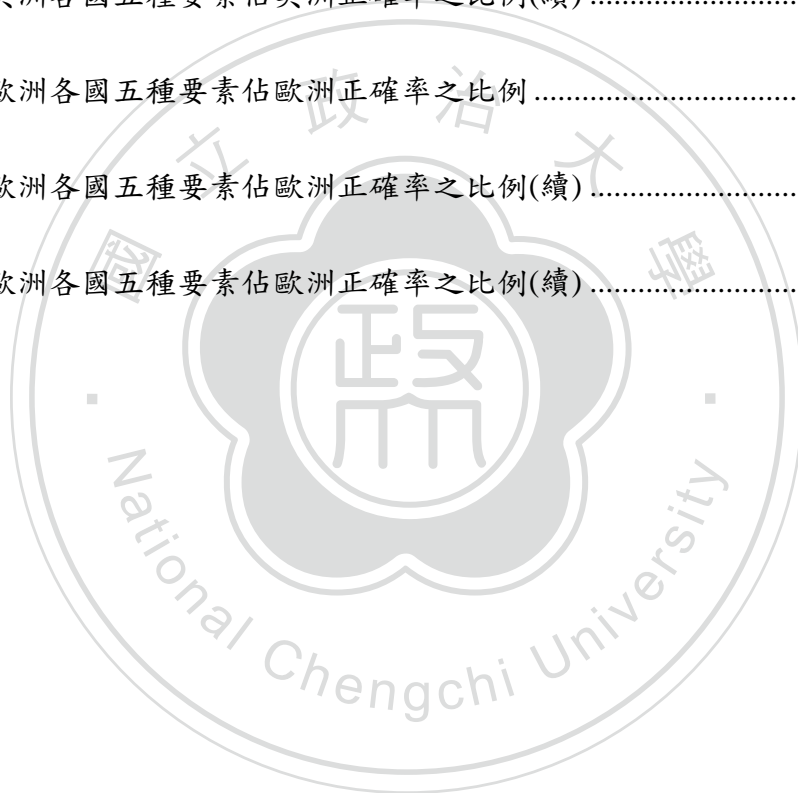 洲各國五種要素佔美洲正確率之比例(續) ..........................
歐洲各國五種要素佔歐洲正確率之比例 .................................
歐洲各國五種要素佔歐洲正確率之比例(續) ..........................
歐洲各國五種要素佔歐洲正確率之比例(續) ..........................
國立政治大學
政
National Chengchi University